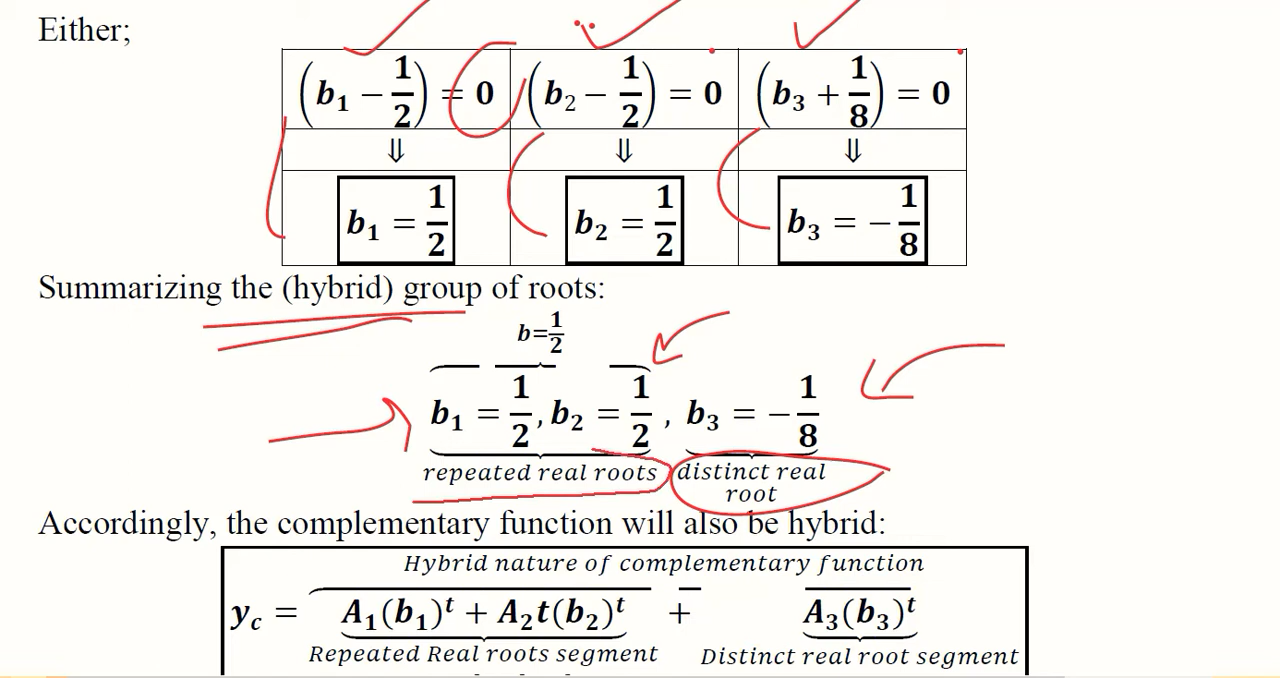 Either;
(b₁ − 1/2) = 0 (b₂ − 1/2) = 0 (b₃ + 1/8) = 0
⇓ ⇓ ⇓
b₁ = 1/2 b₂ = 1/2 b₃ = − 1/8
Summarizing the (hybrid) group of roots:
b=1/2
b₁ = 1/2, b₂ = 1/2 , b₃ = − 1/8
repeated real roots distinct real
root
Accordingly, the complementary function will also be hybrid:
Hybrid nature of complementary function
y_c = A₁(b₁)ᵗ + A₂t(b₂)ᵗ + A₃(b₃)ᵗ
Repeated Real roots segment Distinct real root segment